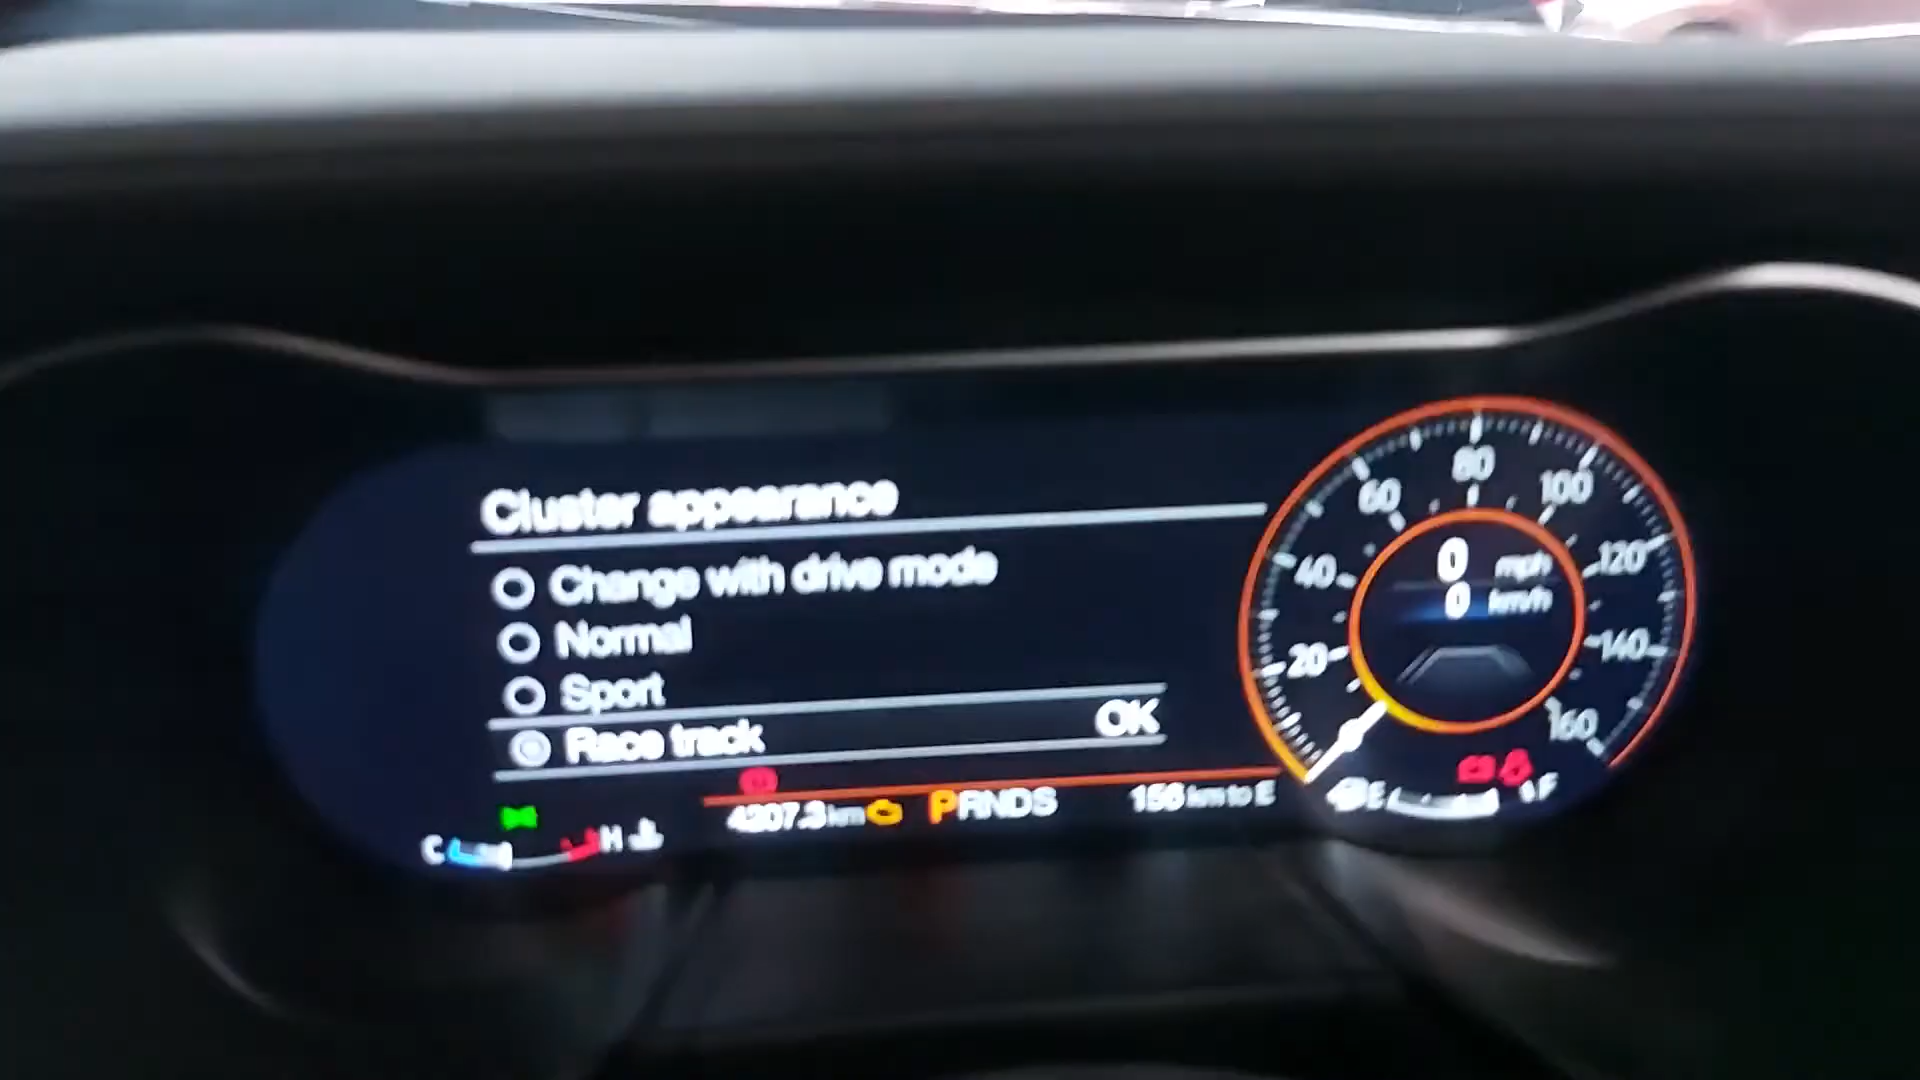 Cluster appearance
Change with drive mode
Normal
Sport
Race track OK
4207.3 km PRNDS 156 km to E
C H
20 40 60 80 100 120 140 160
0 mph
0 km/h
E F